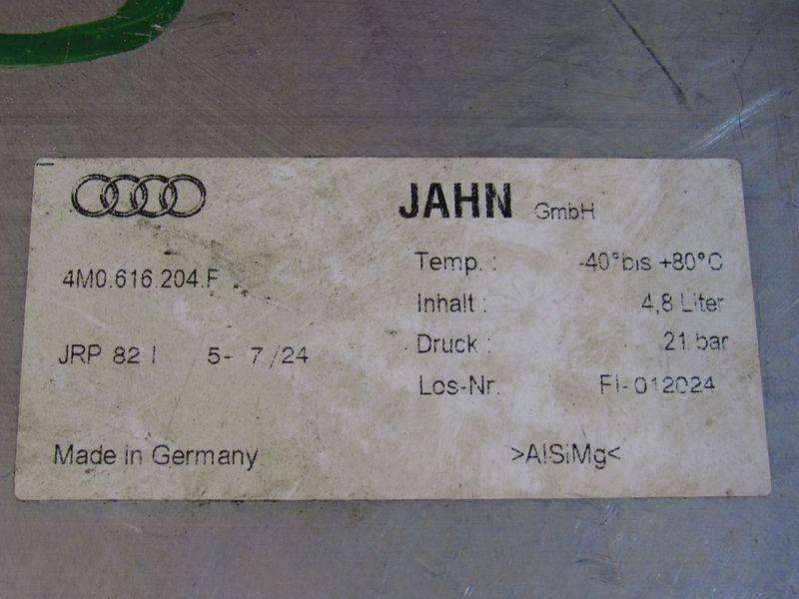 JAHN GmbH
4M0.616.204.F
Temp. : -40° bis +80°C
Inhalt : 4,8 Liter
Druck : 21 bar
JRP 82 I 5- 7/24
Los-Nr. FI-012024
Made in Germany
>AlSiMg<